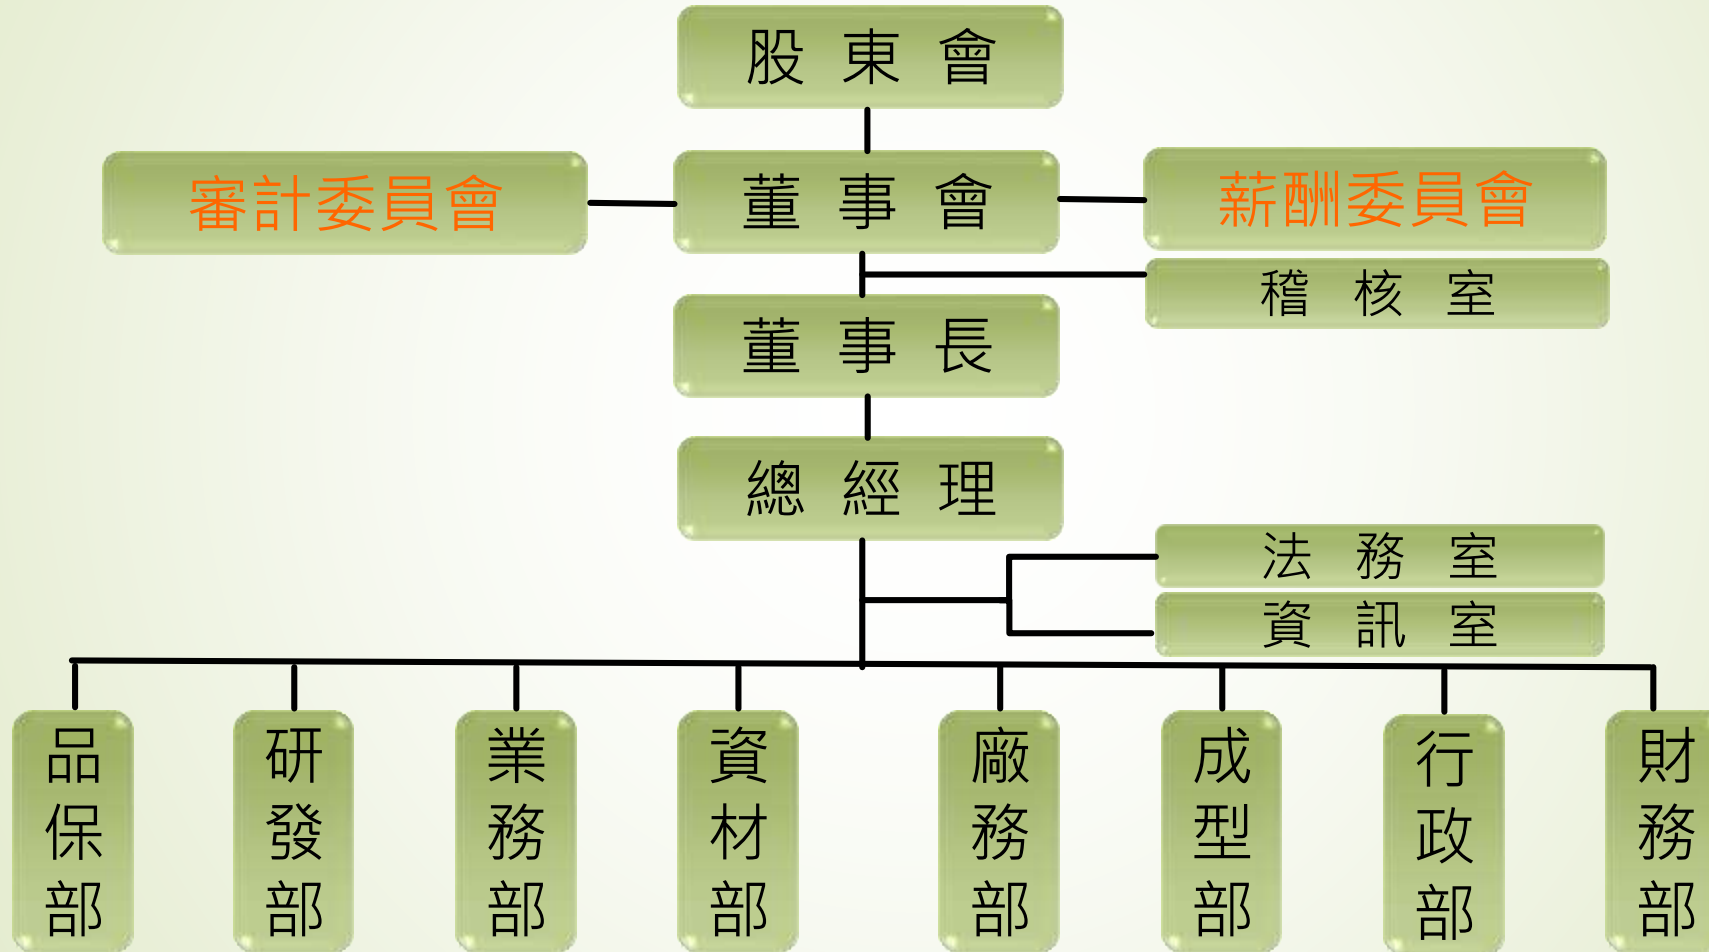 股 東 會
審計委員會
董 事 會
薪酬委員會
稽 核 室
董 事 長
總 經 理
法 務 室
資 訊 室
品保部
研發部
業務部
資材部
廠務部
成型部
行政部
財務部